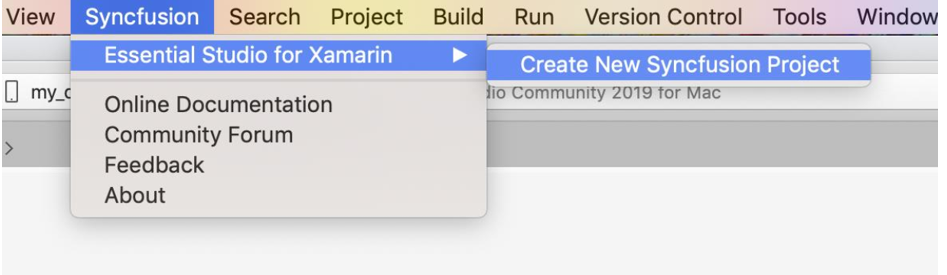 View Syncfusion Search Project Build Run Version Control Tools Window
Essential Studio for Xamarin
Create New Syncfusion Project
dio Community 2019 for Mac
Online Documentation
Community Forum
Feedback
About